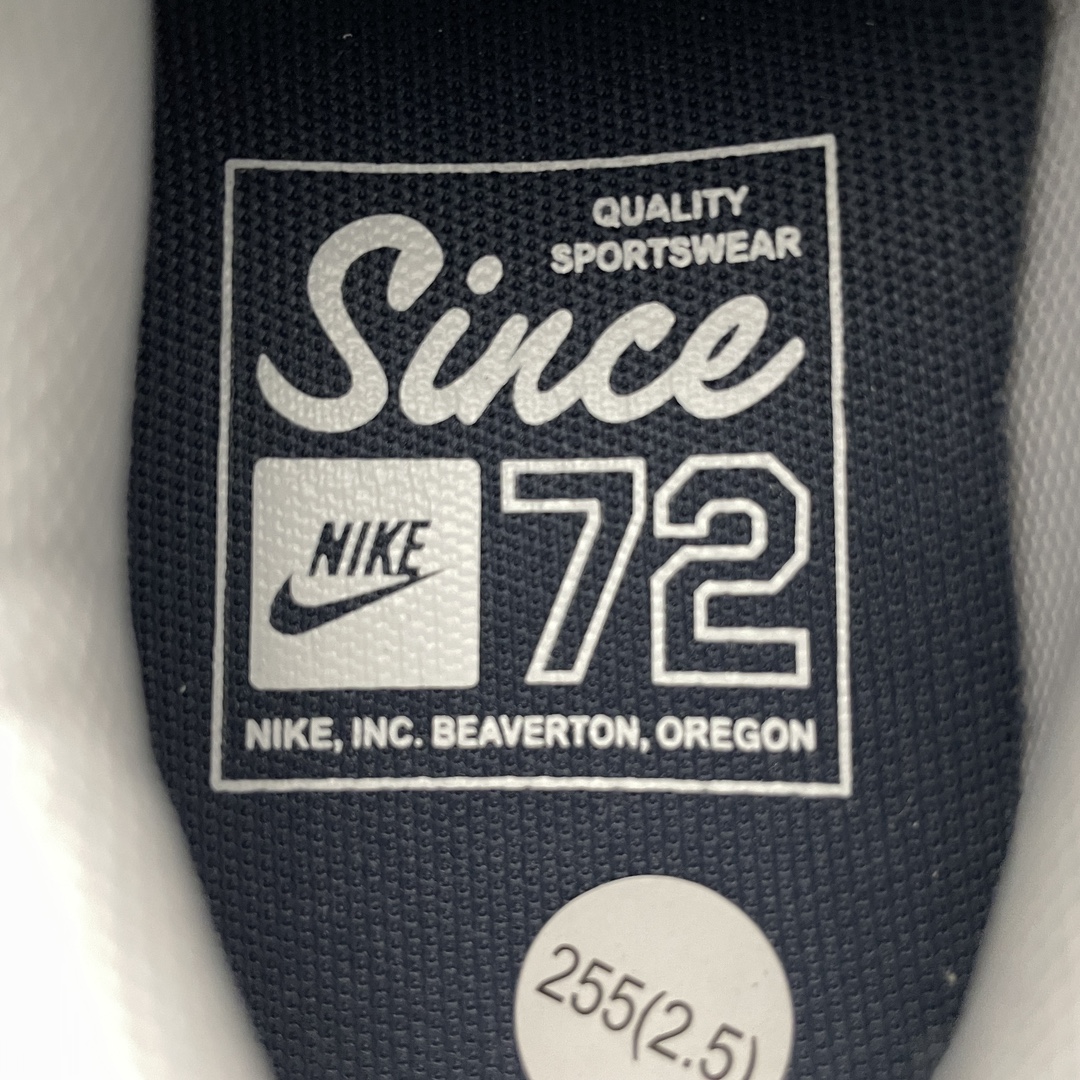 QUALITY
SPORTSWEAR
Since
NIKE
72
NIKE, INC. BEAVERTON, OREGON
255(2.5)